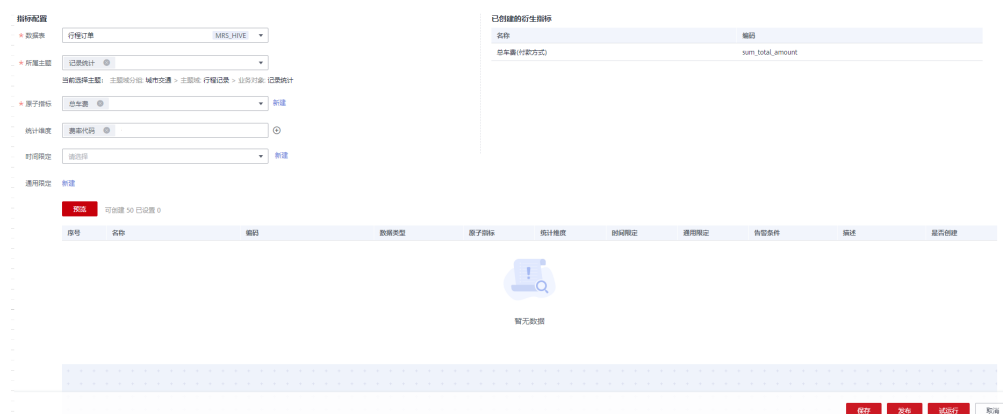 指标配置
已创建的衍生指标
* 数据表 行程订单 MRS_HIVE
名称 编码
总车费(付款方式) sum_total_amount
* 所属主题 记录统计
当前选择主题： 主题域分组: 城市交通 > 主题域: 行程记录 > 业务对象: 记录统计
* 原子指标 总车费 新建
统计维度 费率代码
时间限定 请选择 新建
通用限定 新建
预览 可创建 50 已设置 0
序号 名称 编码 数据类型 原子指标 统计维度 时间限定 通用限定 告警条件 描述 是否创建
暂无数据
保存 发布 试运行 取消